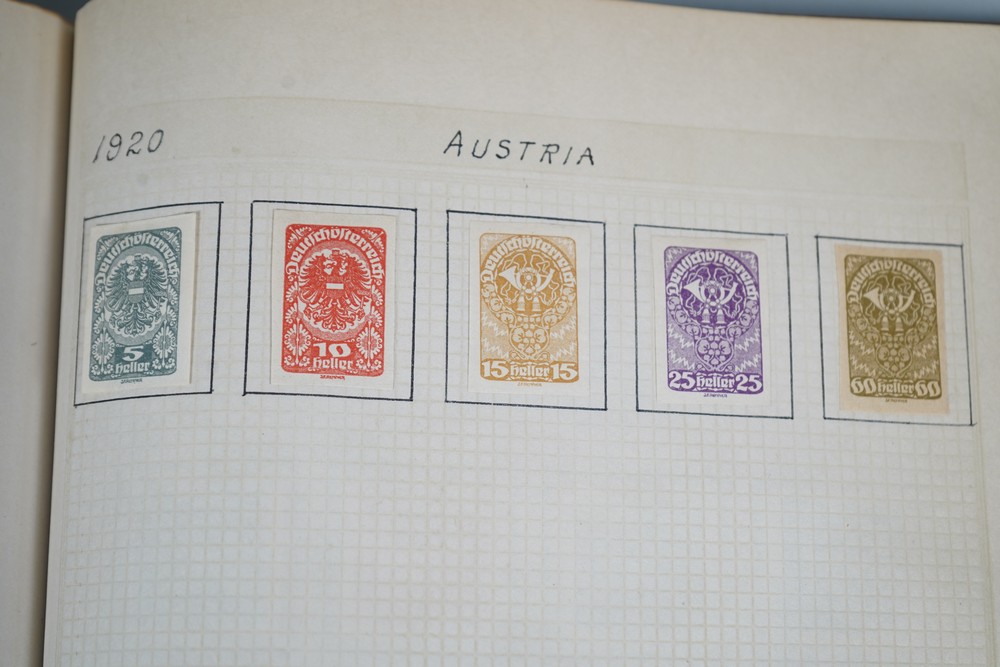 1920 AUSTRIA
Deutschösterreich
5
heller
Deutschösterreich
10
heller
Deutschösterreich
15 heller 15
Deutschösterreich
25 heller 25
Deutschösterreich
60 heller 60